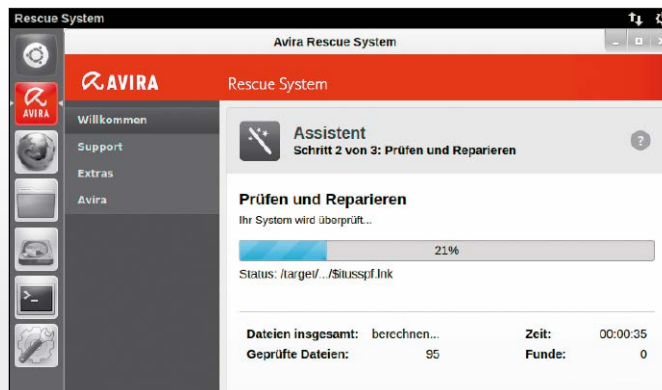 Rescue System
Avira Rescue System
AVIRA
Rescue System
AVIRA
Willkommen
Support
Extras
Avira
Assistent
Schritt 2 von 3: Prüfen und Reparieren
?
Prüfen und Reparieren
Ihr System wird überprüft...
21%
Status: /target/.../$itusspf.lnk
Dateien insgesamt: berechnen... Zeit: 00:00:35
Geprüfte Dateien: 95 Funde: 0
>_